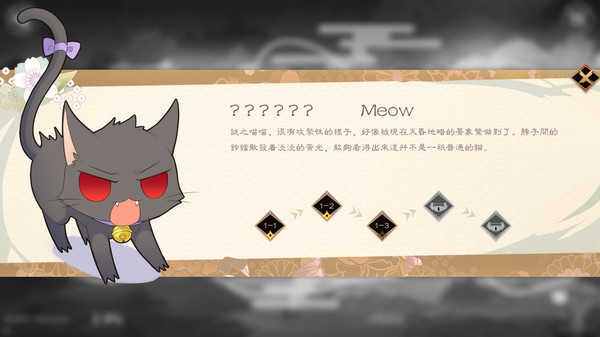 ?????? Meow
謎之喵喵，很有攻擊性的樣子，好像被現在天昏地暗的景象驚嚇到了。脖子間的
鈴鐺散發着淡淡的黃光，能夠看得出來這幷不是一衹普通的貓。
1-1
1-2
1-3